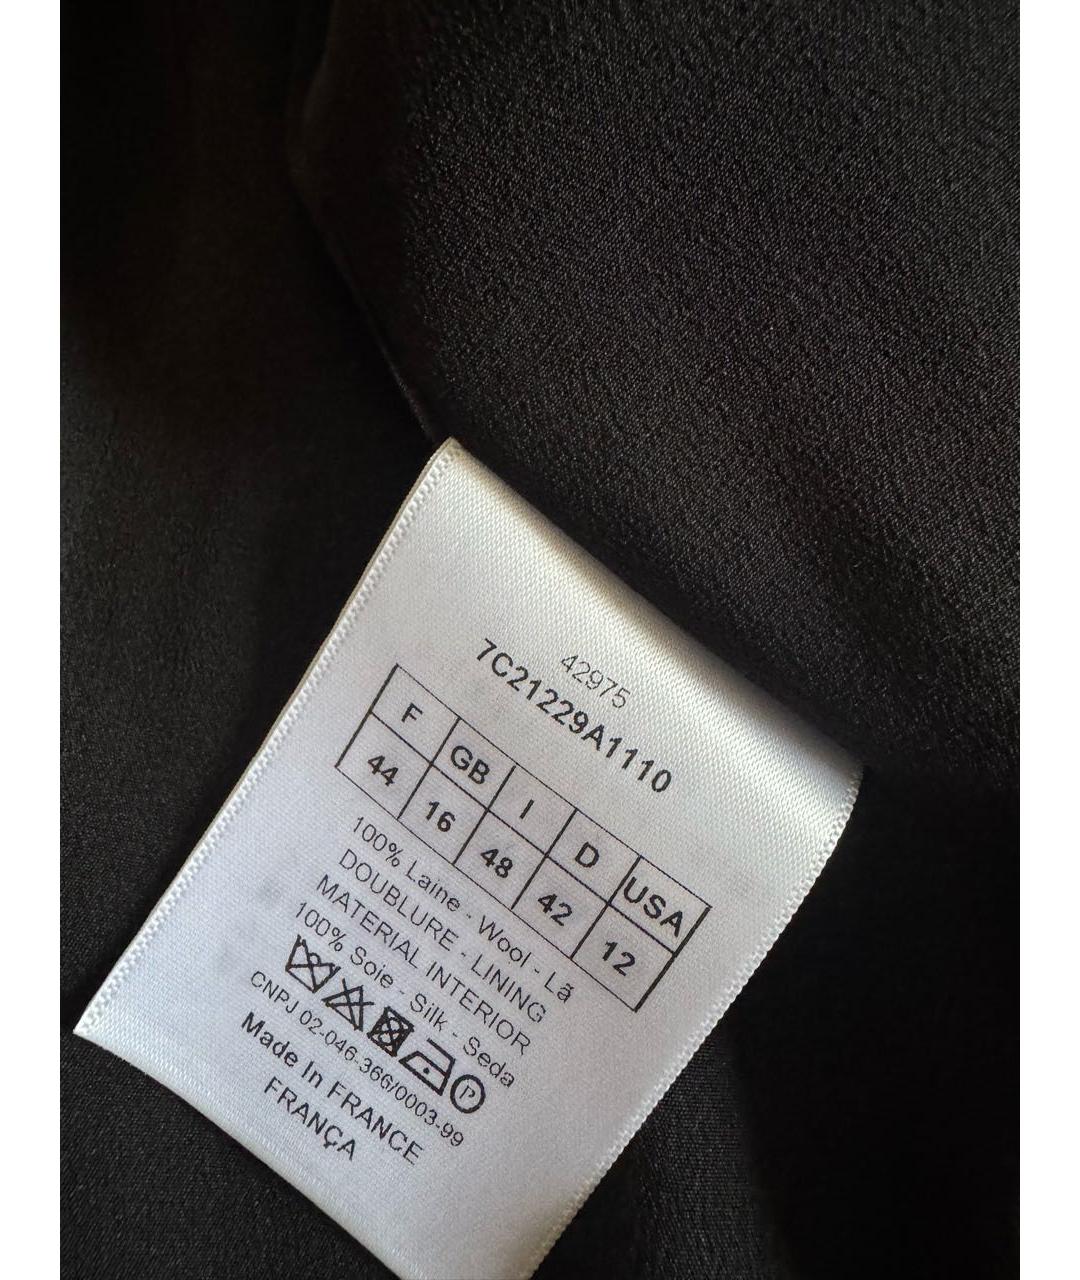 42975
7C21229A1110
F GB I D USA
44 16 48 42 12
100% Laine - Wool - Lã
DOUBLURE - LINING
MATERIAL INTERIOR
100% Soie - Silk - Seda
P
CNPJ 02-046-366/0003-99
Made In FRANCE
FRANÇA